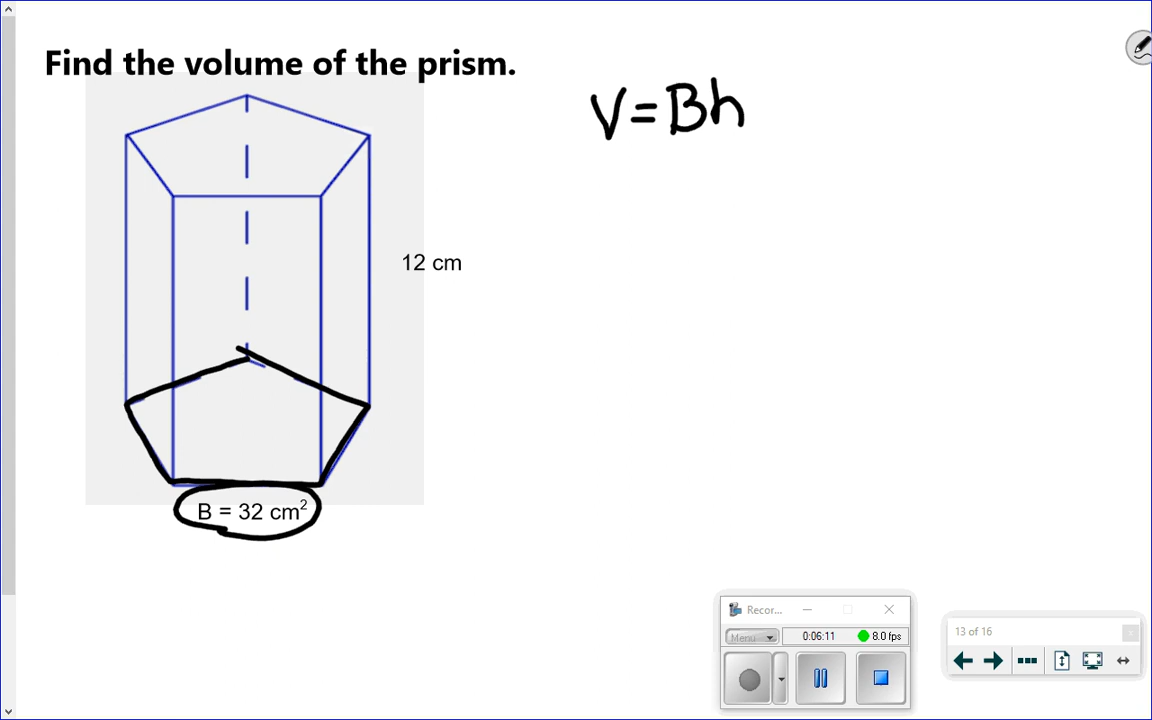 Find the volume of the prism.
V=Bh
12 cm
B = 32 cm²
Recor...
Menu
0:06:11
8.0 fps
13 of 16